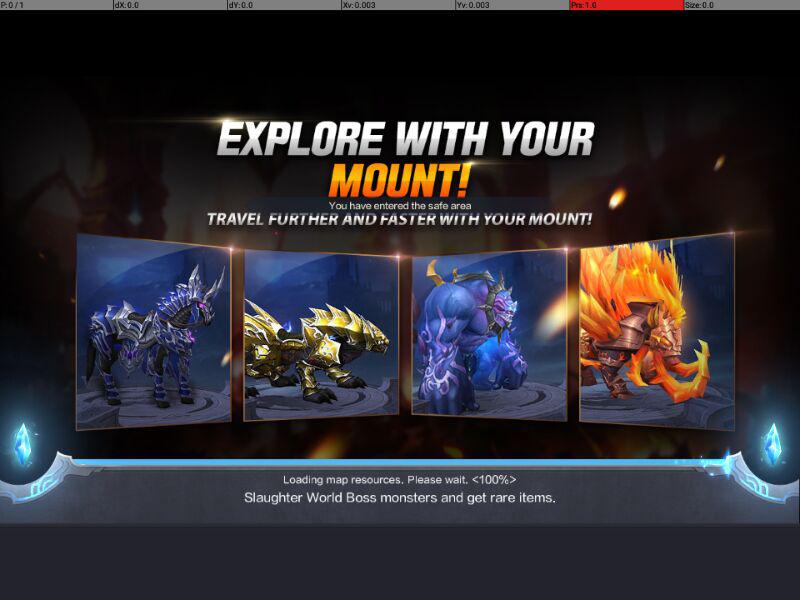 P: 0 / 1 dX: 0.0 dY: 0.0 Xv: 0.003 Yv: 0.003 Prs: 1.0 Size: 0.0
EXPLORE WITH YOUR
MOUNT!
You have entered the safe area
TRAVEL FURTHER AND FASTER WITH YOUR MOUNT!
Loading map resources. Please wait. <100%>
Slaughter World Boss monsters and get rare items.